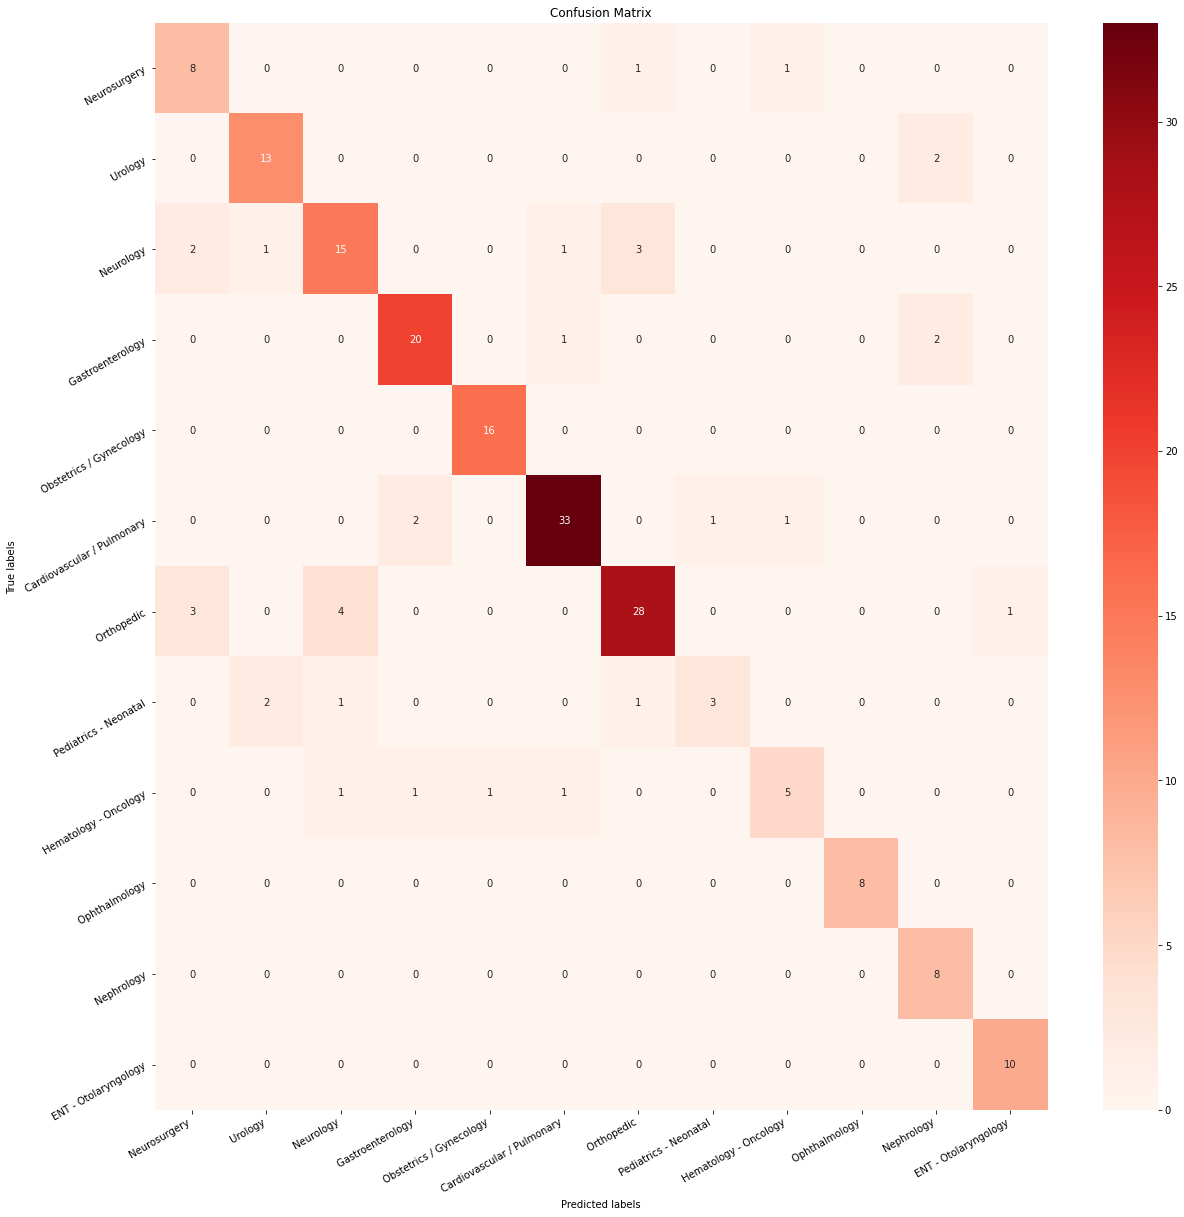 Confusion Matrix
Neurosurgery 8 0 0 0 0 0 1 0 1 0 0 0
Urology 0 13 0 0 0 0 0 0 0 0 2 0
Neurology 2 1 15 0 0 1 3 0 0 0 0 0
Gastroenterology 0 0 0 20 0 1 0 0 0 0 2 0
Obstetrics / Gynecology 0 0 0 0 16 0 0 0 0 0 0 0
Cardiovascular / Pulmonary 0 0 0 2 0 33 0 1 1 0 0 0
Orthopedic 3 0 4 0 0 0 28 0 0 0 0 1
Pediatrics - Neonatal 0 2 1 0 0 0 1 3 0 0 0 0
Hematology - Oncology 0 0 1 1 1 1 0 0 5 0 0 0
Ophthalmology 0 0 0 0 0 0 0 0 0 8 0 0
Nephrology 0 0 0 0 0 0 0 0 0 0 8 0
ENT - Otolaryngology 0 0 0 0 0 0 0 0 0 0 0 10
True labels
Neurosurgery Urology Neurology Gastroenterology Obstetrics / Gynecology Cardiovascular / Pulmonary Orthopedic Pediatrics - Neonatal Hematology - Oncology Ophthalmology Nephrology ENT - Otolaryngology
Predicted labels
30
25
20
15
10
5
0